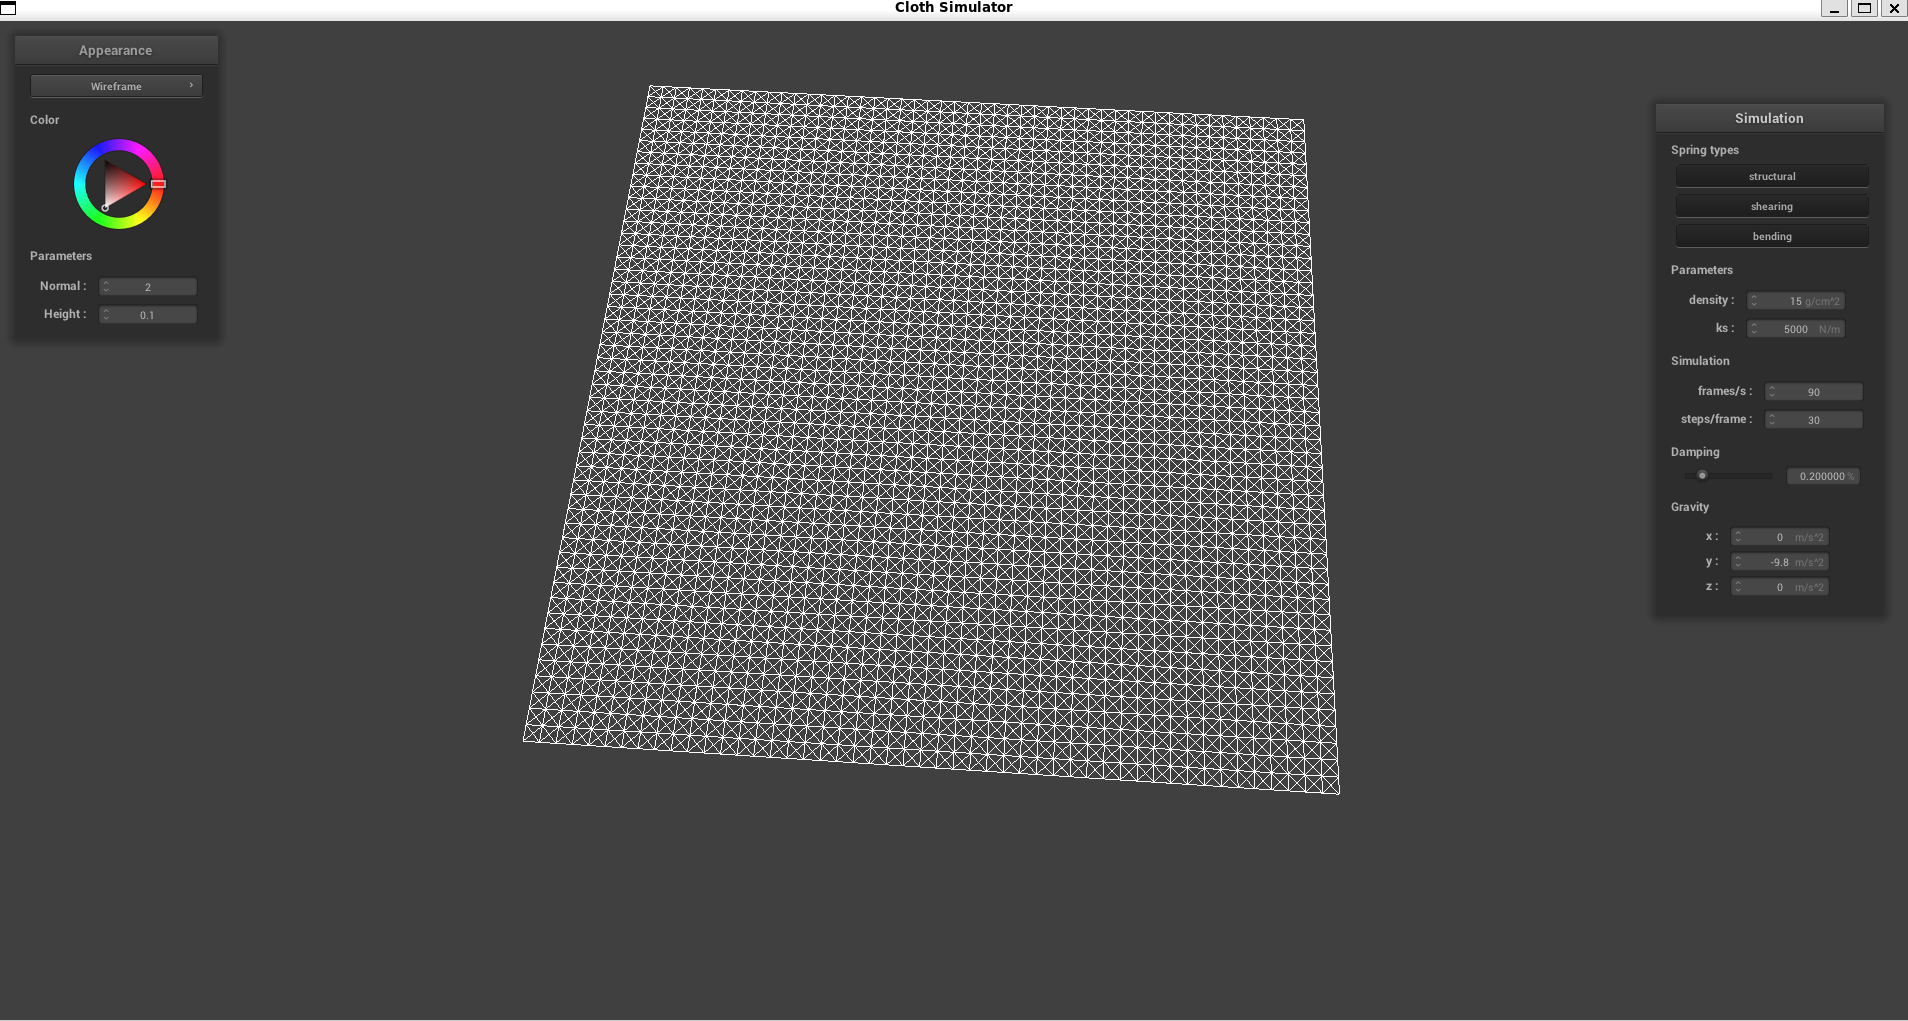 Cloth Simulator
Appearance
Wireframe
Color
Parameters
Normal : 2
Height : 0.1
Simulation
Spring types
structural
shearing
bending
Parameters
density : 15 g/cm^2
ks : 5000 N/m
Simulation
frames/s : 90
steps/frame : 30
Damping
0.200000 %
Gravity
x : 0 m/s^2
y : -9.8 m/s^2
z : 0 m/s^2